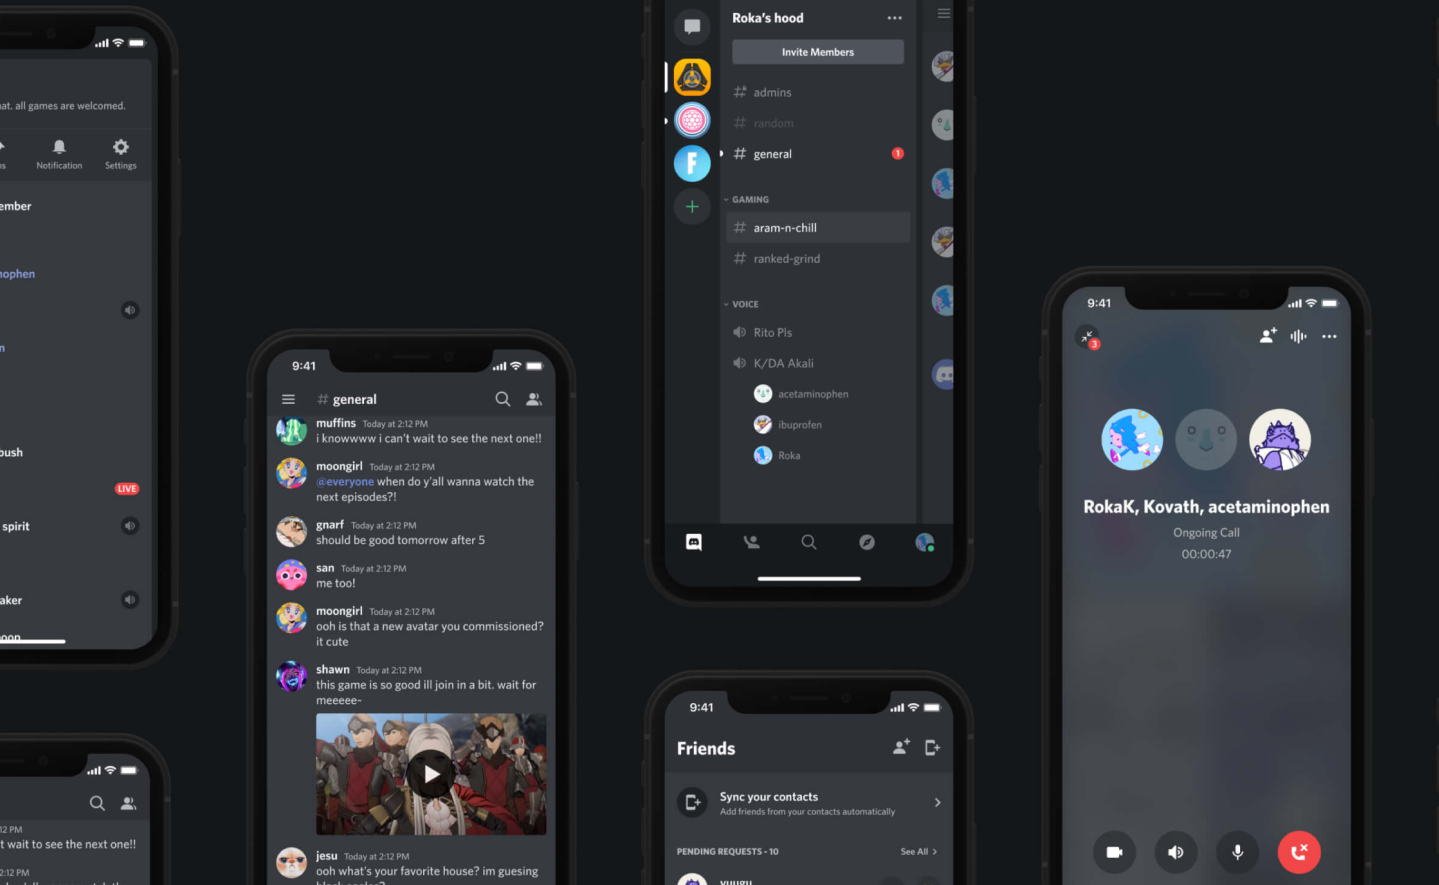 at. all games are welcomed.
Notification
Settings
ember
nophen
n
bush
LIVE
spirit
aker
12 PM
t wait to see the next one!!
2:12 PM
9:41
# general
muffins Today at 2:12 PM
i knowwww i can't wait to see the next one!!
moongirl Today at 2:12 PM
@everyone when do y'all wanna watch the
next episodes?!
gnarf Today at 2:12 PM
should be good tomorrow after 5
san Today at 2:12 PM
me too!
moongirl Today at 2:12 PM
ooh is that a new avatar you commissioned?
it cute
shawn Today at 2:12 PM
this game is so good ill join in a bit. wait for
meeeee~
jesu Today at 2:12 PM
ooh what's your favorite house? im guesing
Roka's hood
Invite Members
F
# admins
# random
# general
1
GAMING
# aram-n-chill
# ranked-grind
VOICE
Rito Pls
K/DA Akali
acetaminophen
ibuprofen
Roka
9:41
Friends
Sync your contacts
Add friends from your contacts automatically
PENDING REQUESTS - 10
See All
9:41
3
RokaK, Kovath, acetaminophen
Ongoing Call
00:00:47